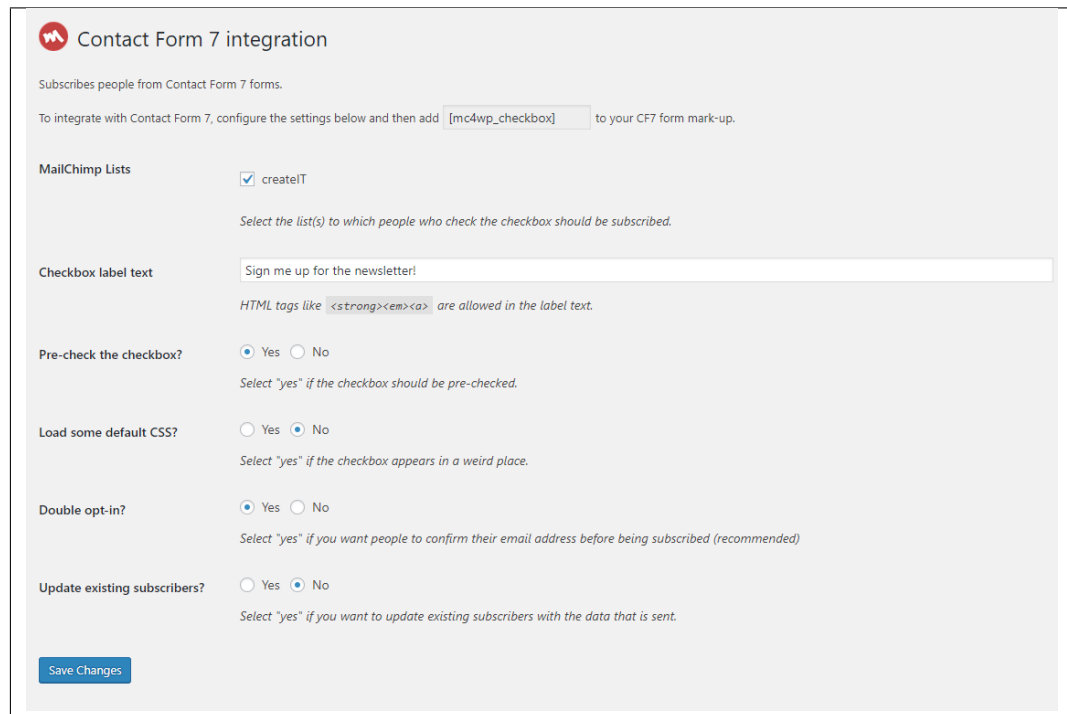 Contact Form 7 integration
Subscribes people from Contact Form 7 forms.
To integrate with Contact Form 7, configure the settings below and then add [mc4wp_checkbox] to your CF7 form mark-up.
MailChimp Lists
createIT
Select the list(s) to which people who check the checkbox should be subscribed.
Checkbox label text
Sign me up for the newsletter!
HTML tags like <strong><em><a> are allowed in the label text.
Pre-check the checkbox?
Yes No
Select "yes" if the checkbox should be pre-checked.
Load some default CSS?
Yes No
Select "yes" if the checkbox appears in a weird place.
Double opt-in?
Yes No
Select "yes" if you want people to confirm their email address before being subscribed (recommended)
Update existing subscribers?
Yes No
Select "yes" if you want to update existing subscribers with the data that is sent.
Save Changes